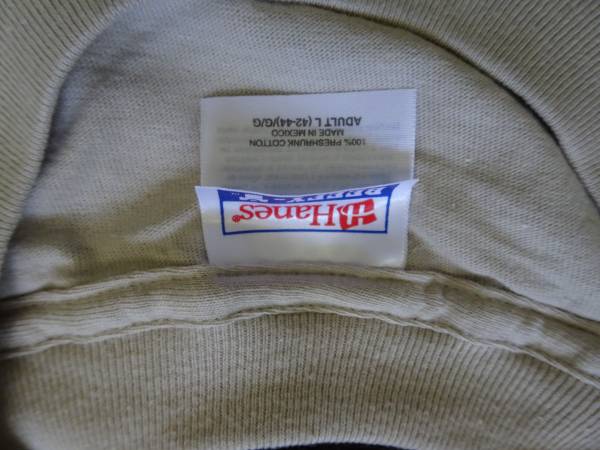 BEEFY-T
Hanes®
100% PRESHRUNK COTTON
MADE IN MEXICO
ADULT L (42-44)/G/G